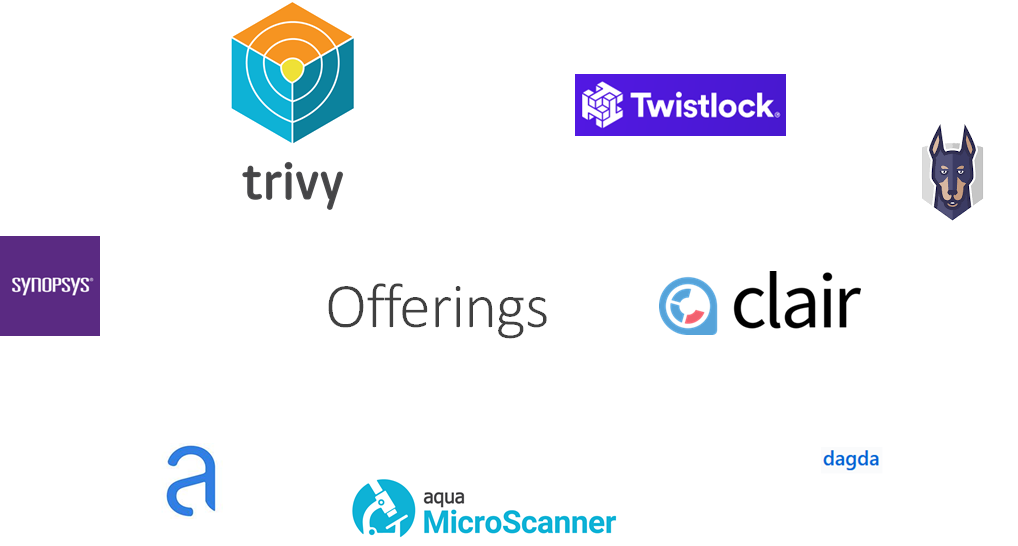 trivy
Twistlock®
SYNOPSYS®
Offerings
clair
a
dagda
aqua
MicroScanner